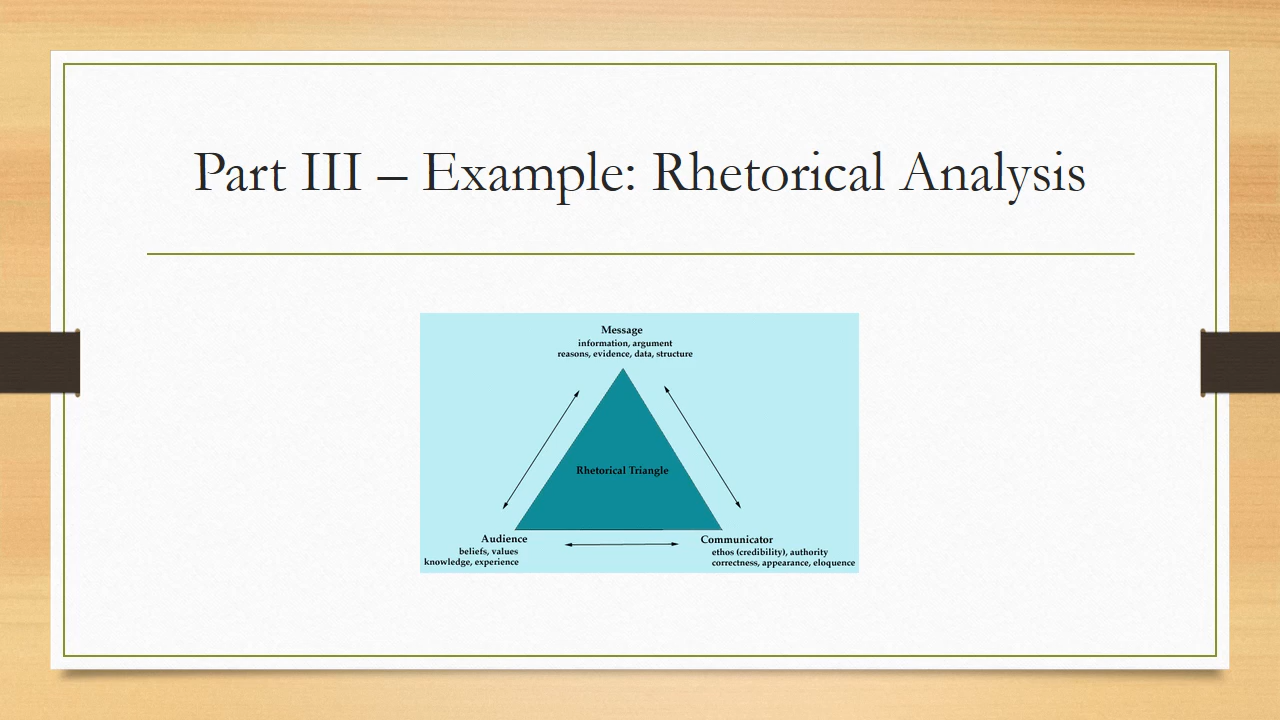 Part III – Example: Rhetorical Analysis
Message
information, argument
reasons, evidence, data, structure
Rhetorical Triangle
Audience
beliefs, values
knowledge, experience
Communicator
ethos (credibility), authority
correctness, appearance, eloquence